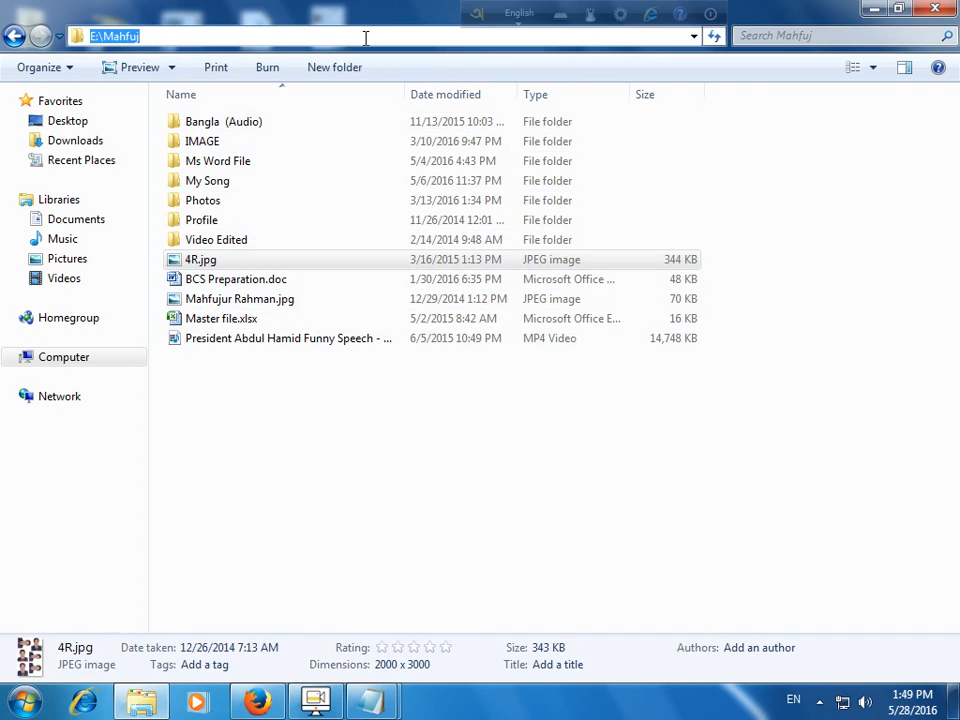 অ English
E:\Mahfuj Search Mahfuj
Organize Preview Print Burn New folder
Name Date modified Type Size
Favorites
Desktop
Downloads
Recent Places
Libraries
Documents
Music
Pictures
Videos
Homegroup
Computer
Network
Bangla (Audio) 11/13/2015 10:03 ... File folder
IMAGE 3/10/2016 9:47 PM File folder
Ms Word File 5/4/2016 4:43 PM File folder
My Song 5/6/2016 11:37 PM File folder
Photos 3/13/2016 1:34 PM File folder
Profile 11/26/2014 12:01 ... File folder
Video Edited 2/14/2014 9:48 AM File folder
4R.jpg 3/16/2015 1:13 PM JPEG image 344 KB
BCS Preparation.doc 1/30/2016 6:35 PM Microsoft Office ... 48 KB
Mahfujur Rahman.jpg 12/29/2014 1:12 PM JPEG image 70 KB
Master file.xlsx 5/2/2015 8:42 AM Microsoft Office E... 16 KB
President Abdul Hamid Funny Speech - ... 6/5/2015 10:49 PM MP4 Video 14,748 KB
4R.jpg Date taken: 12/26/2014 7:13 AM Rating: Size: 343 KB Authors: Add an author
JPEG image Tags: Add a tag Dimensions: 2000 x 3000 Title: Add a title
EN 1:49 PM
5/28/2016